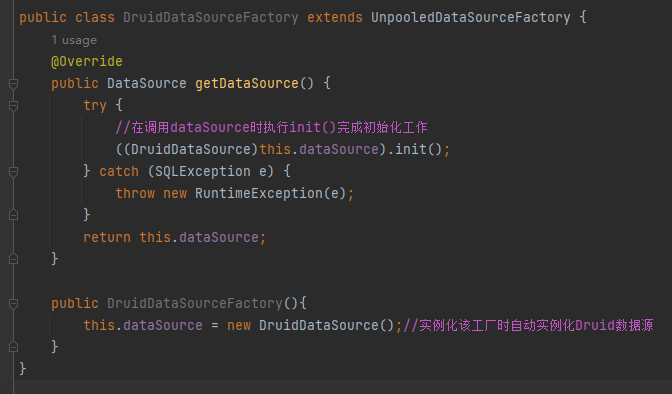 public class DruidDataSourceFactory extends UnpooledDataSourceFactory {
1 usage
@Override
public DataSource getDataSource() {
try {
//在调用dataSource时执行init()完成初始化工作
((DruidDataSource)this.dataSource).init();
} catch (SQLException e) {
throw new RuntimeException(e);
}
return this.dataSource;
}
public DruidDataSourceFactory(){
this.dataSource = new DruidDataSource();//实例化该工厂时自动实例化Druid数据源
}
}